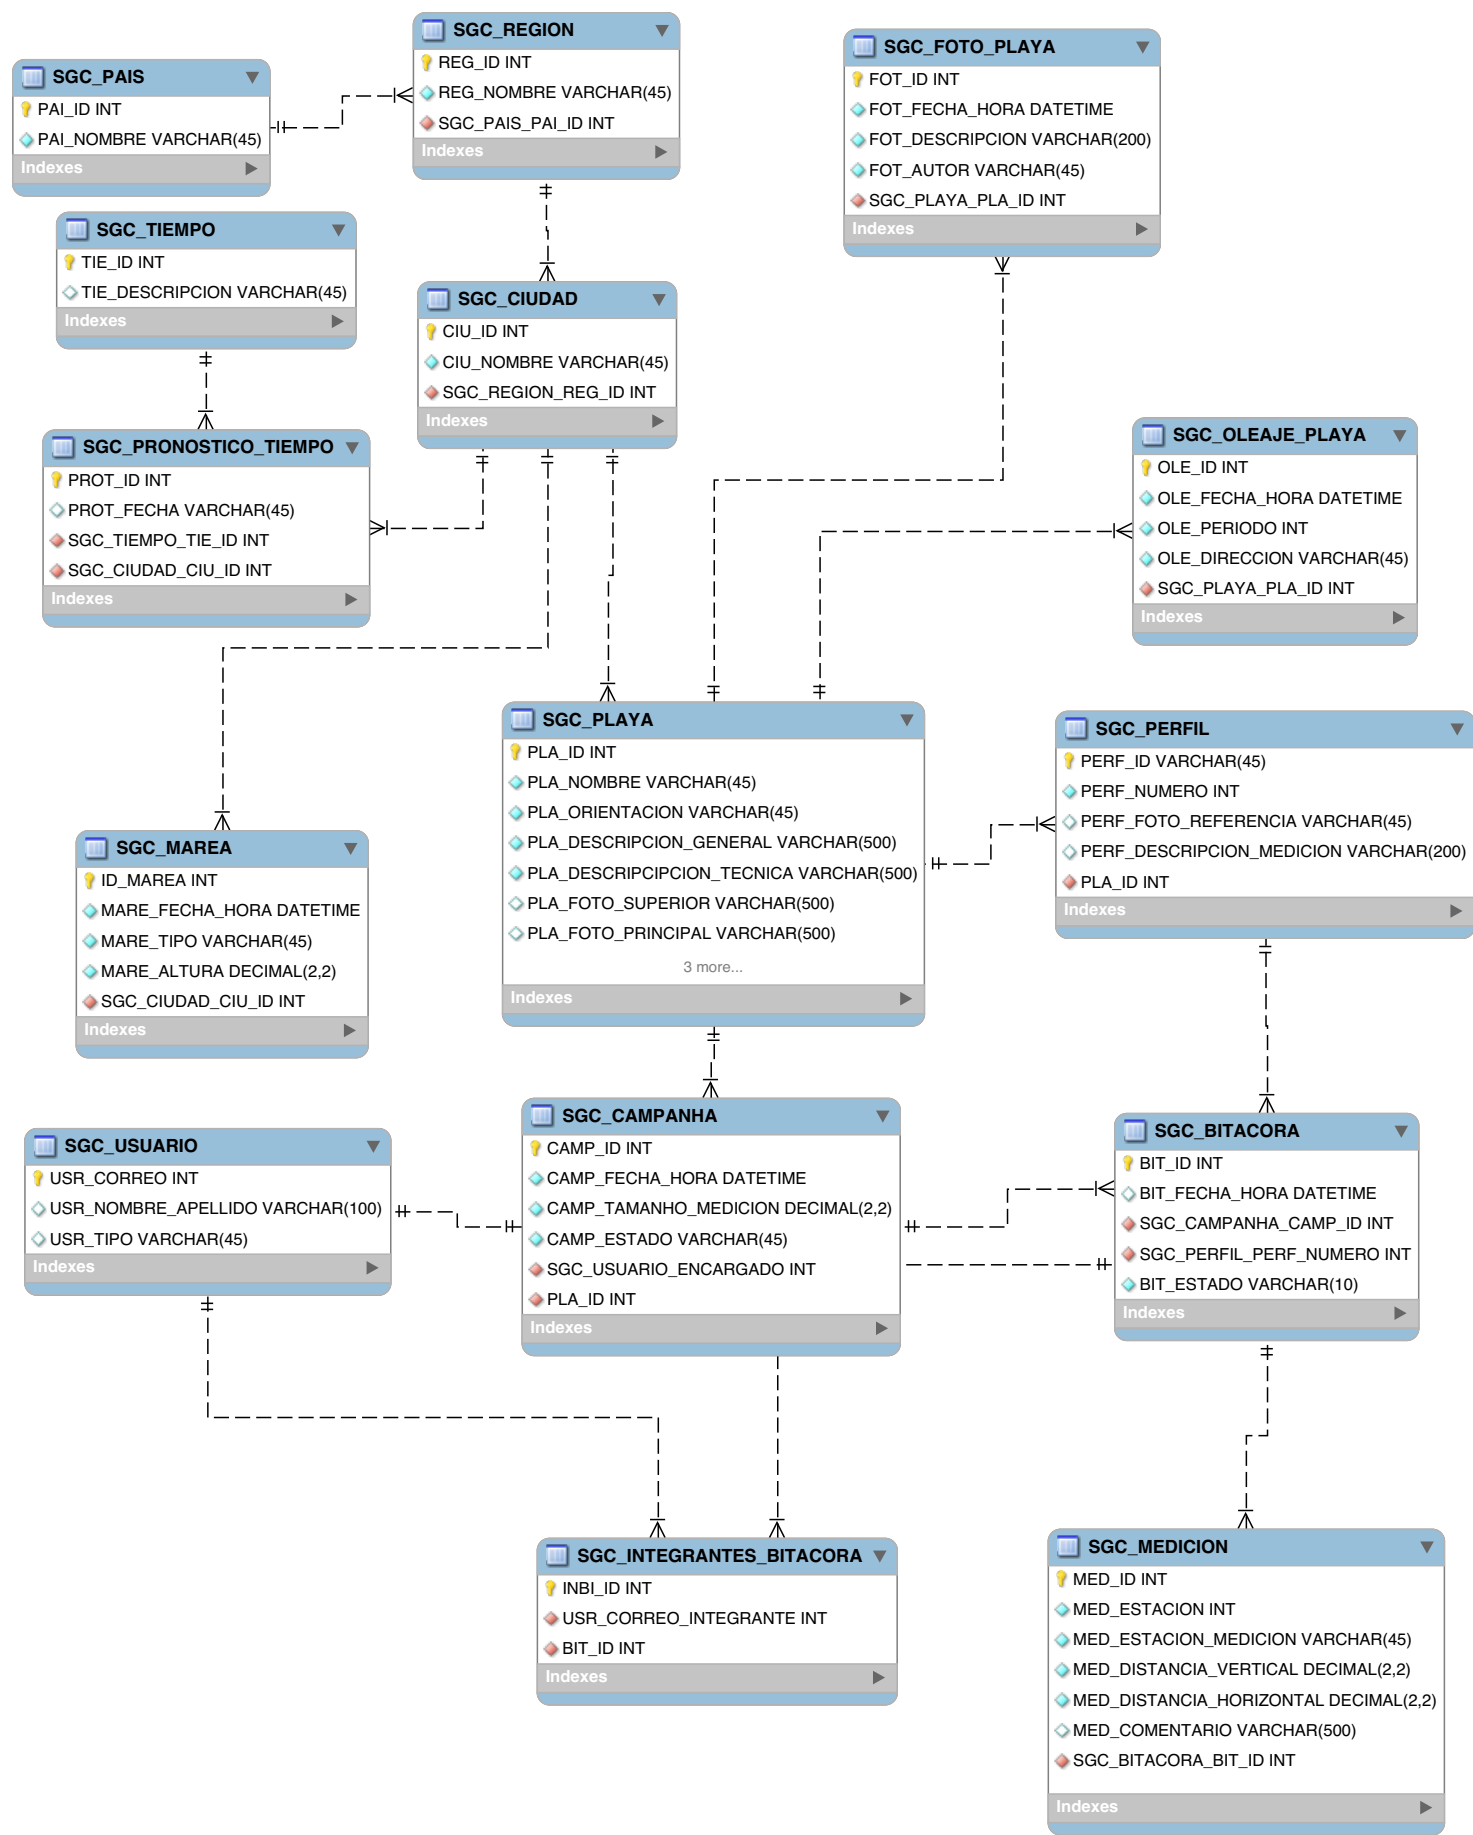 SGC_PAIS
PAI_ID INT
PAI_NOMBRE VARCHAR(45)
Indexes
SGC_REGION
REG_ID INT
REG_NOMBRE VARCHAR(45)
SGC_PAIS_PAI_ID INT
Indexes
SGC_FOTO_PLAYA
FOT_ID INT
FOT_FECHA_HORA DATETIME
FOT_DESCRIPCION VARCHAR(200)
FOT_AUTOR VARCHAR(45)
SGC_PLAYA_PLA_ID INT
Indexes
SGC_TIEMPO
TIE_ID INT
TIE_DESCRIPCION VARCHAR(45)
Indexes
SGC_CIUDAD
CIU_ID INT
CIU_NOMBRE VARCHAR(45)
SGC_REGION_REG_ID INT
Indexes
SGC_PRONOSTICO_TIEMPO
PROT_ID INT
PROT_FECHA VARCHAR(45)
SGC_TIEMPO_TIE_ID INT
SGC_CIUDAD_CIU_ID INT
Indexes
SGC_OLEAJE_PLAYA
OLE_ID INT
OLE_FECHA_HORA DATETIME
OLE_PERIODO INT
OLE_DIRECCION VARCHAR(45)
SGC_PLAYA_PLA_ID INT
Indexes
SGC_PLAYA
PLA_ID INT
PLA_NOMBRE VARCHAR(45)
PLA_ORIENTACION VARCHAR(45)
PLA_DESCRIPCION_GENERAL VARCHAR(500)
PLA_DESCRIPCIPCION_TECNICA VARCHAR(500)
PLA_FOTO_SUPERIOR VARCHAR(500)
PLA_FOTO_PRINCIPAL VARCHAR(500)
3 more...
Indexes
SGC_PERFIL
PERF_ID VARCHAR(45)
PERF_NUMERO INT
PERF_FOTO_REFERENCIA VARCHAR(45)
PERF_DESCRIPCION_MEDICION VARCHAR(200)
PLA_ID INT
Indexes
SGC_MAREA
ID_MAREA INT
MARE_FECHA_HORA DATETIME
MARE_TIPO VARCHAR(45)
MARE_ALTURA DECIMAL(2,2)
SGC_CIUDAD_CIU_ID INT
Indexes
SGC_USUARIO
USR_CORREO INT
USR_NOMBRE_APELLIDO VARCHAR(100)
USR_TIPO VARCHAR(45)
Indexes
SGC_CAMPANHA
CAMP_ID INT
CAMP_FECHA_HORA DATETIME
CAMP_TAMANHO_MEDICION DECIMAL(2,2)
CAMP_ESTADO VARCHAR(45)
SGC_USUARIO_ENCARGADO INT
PLA_ID INT
Indexes
SGC_BITACORA
BIT_ID INT
BIT_FECHA_HORA DATETIME
SGC_CAMPANHA_CAMP_ID INT
SGC_PERFIL_PERF_NUMERO INT
BIT_ESTADO VARCHAR(10)
Indexes
SGC_INTEGRANTES_BITACORA
INBI_ID INT
USR_CORREO_INTEGRANTE INT
BIT_ID INT
Indexes
SGC_MEDICION
MED_ID INT
MED_ESTACION INT
MED_ESTACION_MEDICION VARCHAR(45)
MED_DISTANCIA_VERTICAL DECIMAL(2,2)
MED_DISTANCIA_HORIZONTAL DECIMAL(2,2)
MED_COMENTARIO VARCHAR(500)
SGC_BITACORA_BIT_ID INT
Indexes